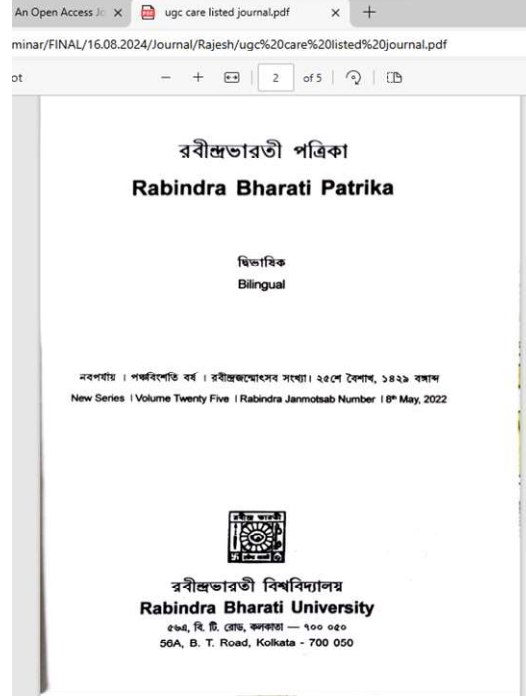 An Open Access Jo
ugc care listed journal.pdf
minar/FINAL/16.08.2024/Journal/Rajesh/ugc%20care%20listed%20journal.pdf
ot
2 of 5
রবীন্দ্রভারতী পত্রিকা
Rabindra Bharati Patrika
দ্বিভাষিক
Bilingual
নবপর্যায় । পঞ্চবিংশতি বর্ষ । রবীন্দ্রজন্মোৎসব সংখ্যা। ২৫শে বৈশাখ, ১৪২৯ বঙ্গাব্দ
New Series | Volume Twenty Five | Rabindra Janmotsab Number | 8th May, 2022
রবীন্দ্র ভারতী
রবীন্দ্রভারতী বিশ্ববিদ্যালয়
Rabindra Bharati University
৫৬এ, বি. টি. রোড, কলকাতা — ৭০০ ০৫০
56A, B. T. Road, Kolkata - 700 050